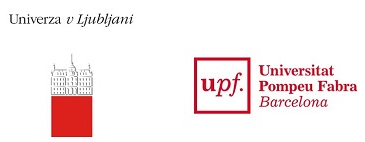 Univerza v Ljubljani
upf.
Universitat
Pompeu Fabra
Barcelona